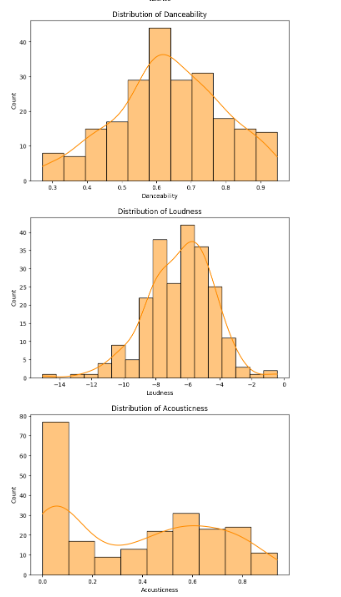 Distribution of Danceability
40
30
20
10
0
Count
0.3 0.4 0.5 0.6 0.7 0.8 0.9
Danceability
Distribution of Loudness
40
35
30
25
20
15
10
5
0
Count
−14 −12 −10 −8 −6 −4 −2 0
Loudness
Distribution of Acousticness
80
70
60
50
40
30
20
10
0
Count
0.0 0.2 0.4 0.6 0.8
Acousticness